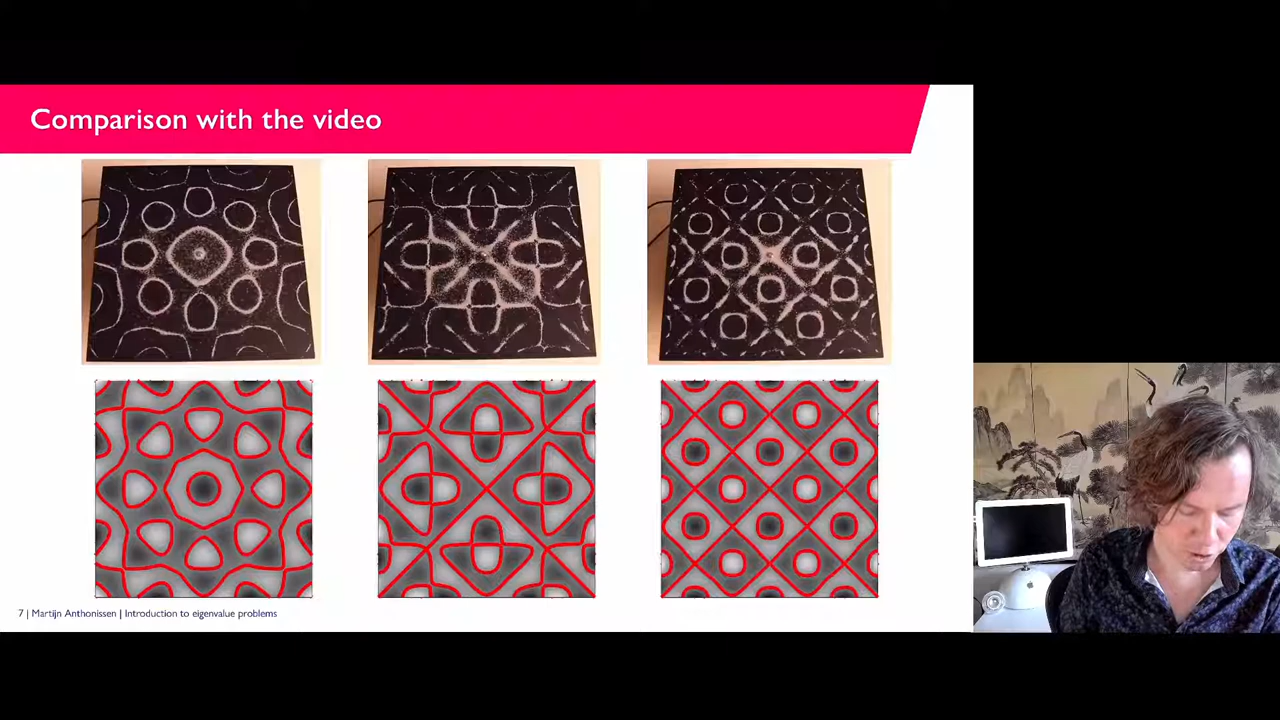 Comparison with the video
7 | Martijn Anthonissen | Introduction to eigenvalue problems